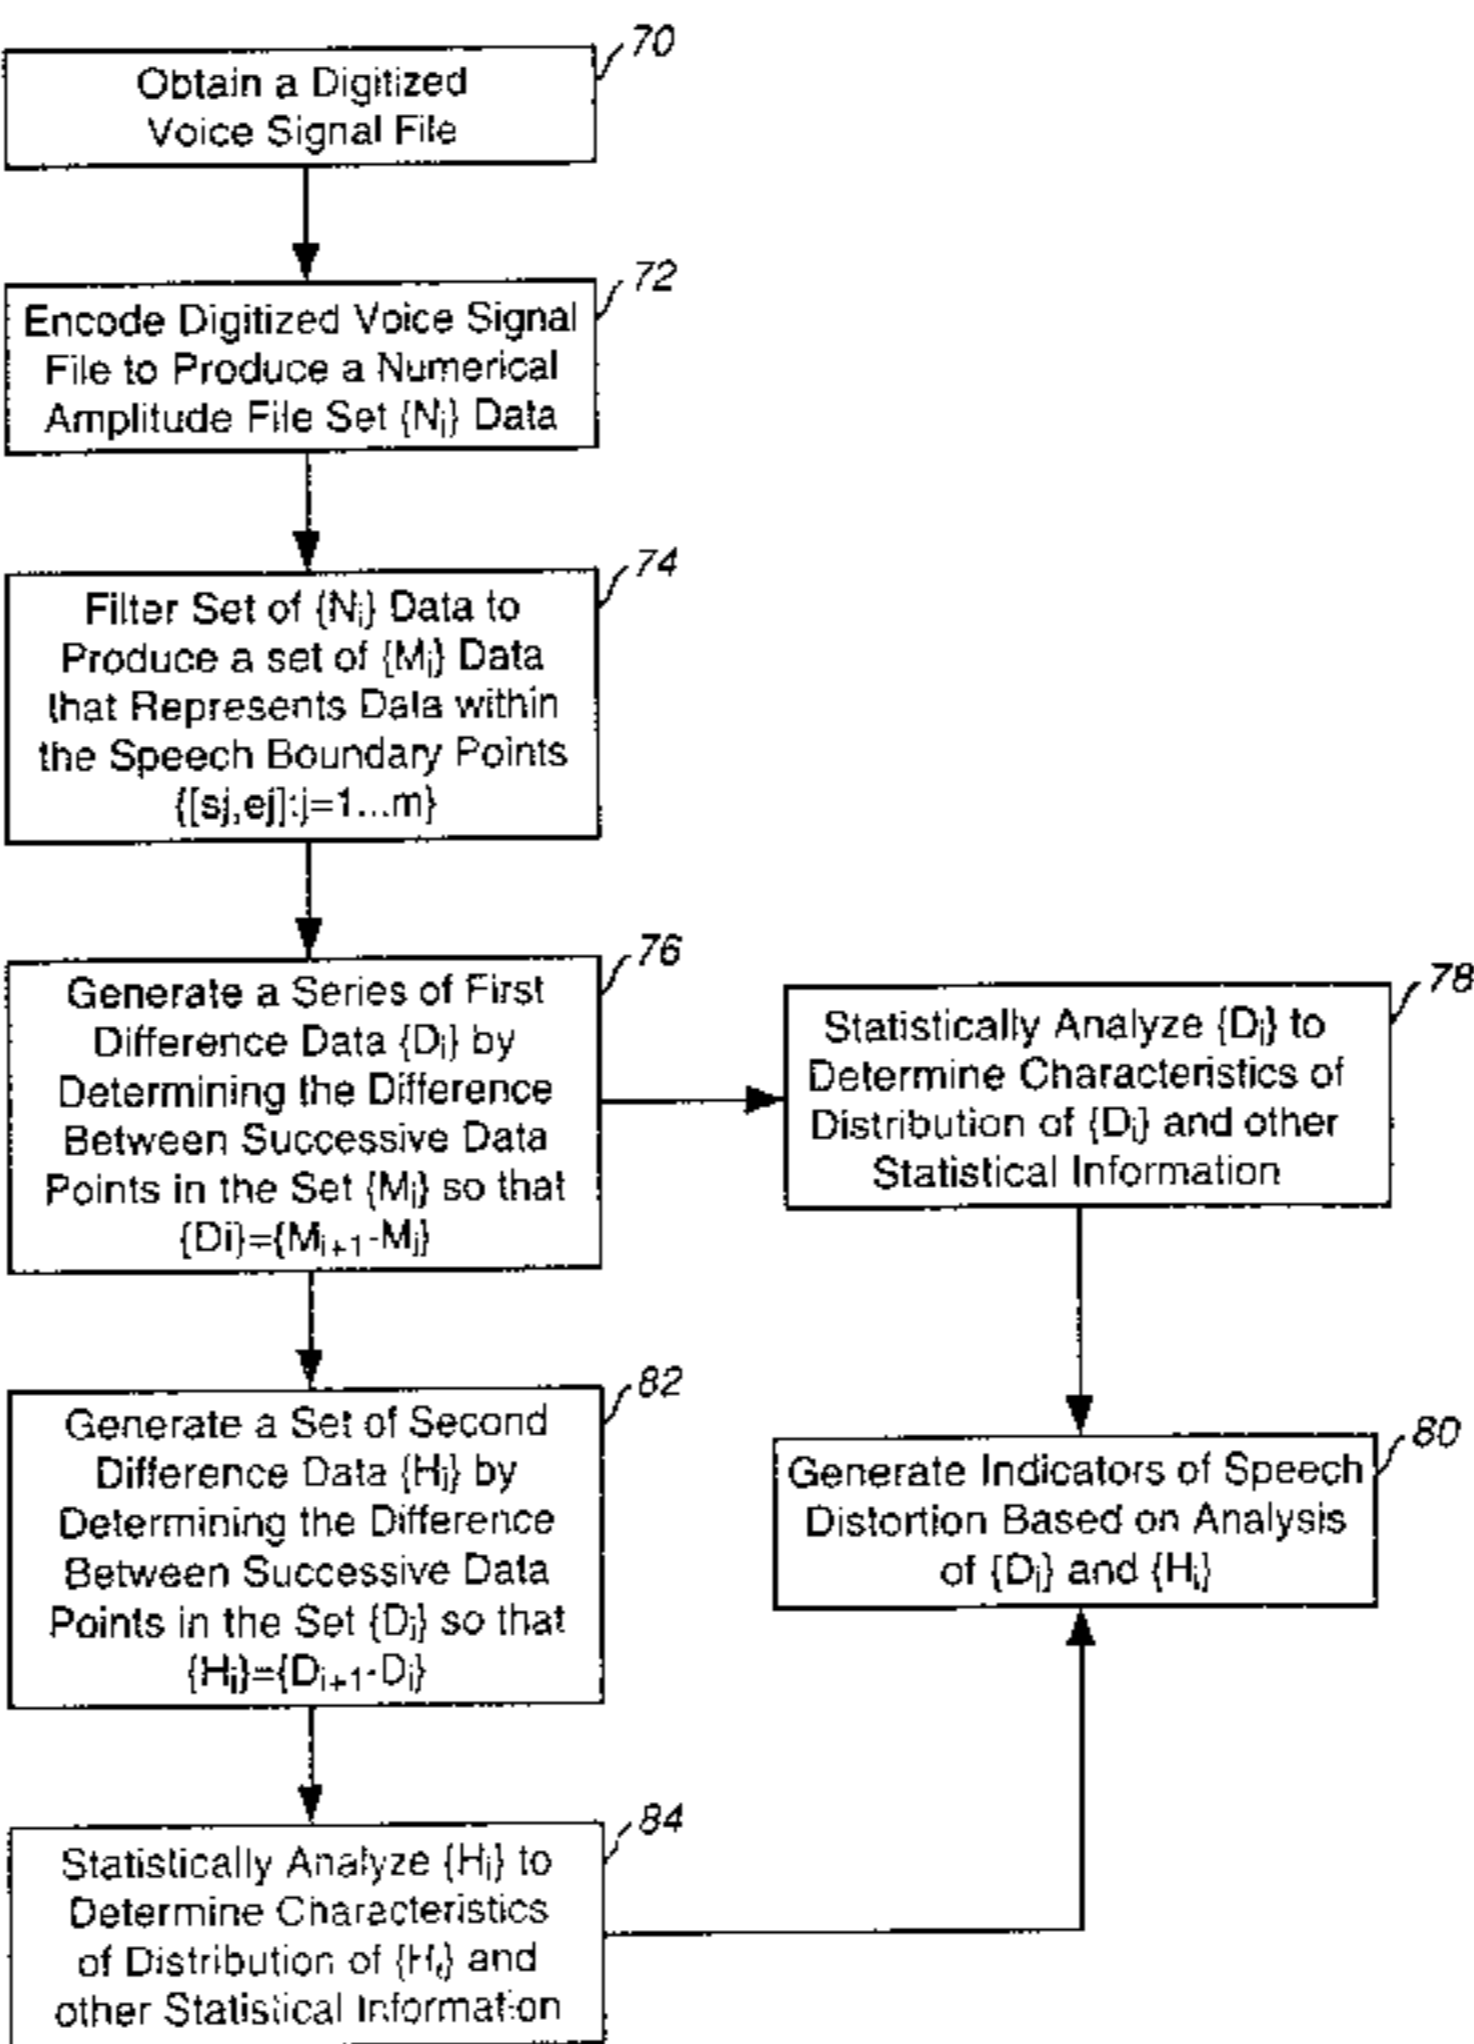 70
Obtain a Digitized
Voice Signal File
72
Encode Digitized Voice Signal
File to Produce a Numerical
Amplitude File Set {Ni} Data
74
Filter Set of {Ni} Data to
Produce a set of {Mi} Data
that Represents Data within
the Speech Boundary Points
{[sj,ej]:j=1...m}
76
Generate a Series of First
Difference Data {Di} by
Determining the Difference
Between Successive Data
Points in the Set {Mi} so that
{Di}={Mi+1-Mi}
78
Statistically Analyze {Di} to
Determine Characteristics of
Distribution of {Di} and other
Statistical Information
82
Generate a Set of Second
Difference Data {Hi} by
Determining the Difference
Between Successive Data
Points in the Set {Di} so that
{Hi}={Di+1-Di}
80
Generate Indicators of Speech
Distortion Based on Analysis
of {Di} and {Hi}
84
Statistically Analyze {Hi} to
Determine Characteristics
of Distribution of {Hi} and
other Statistical Information